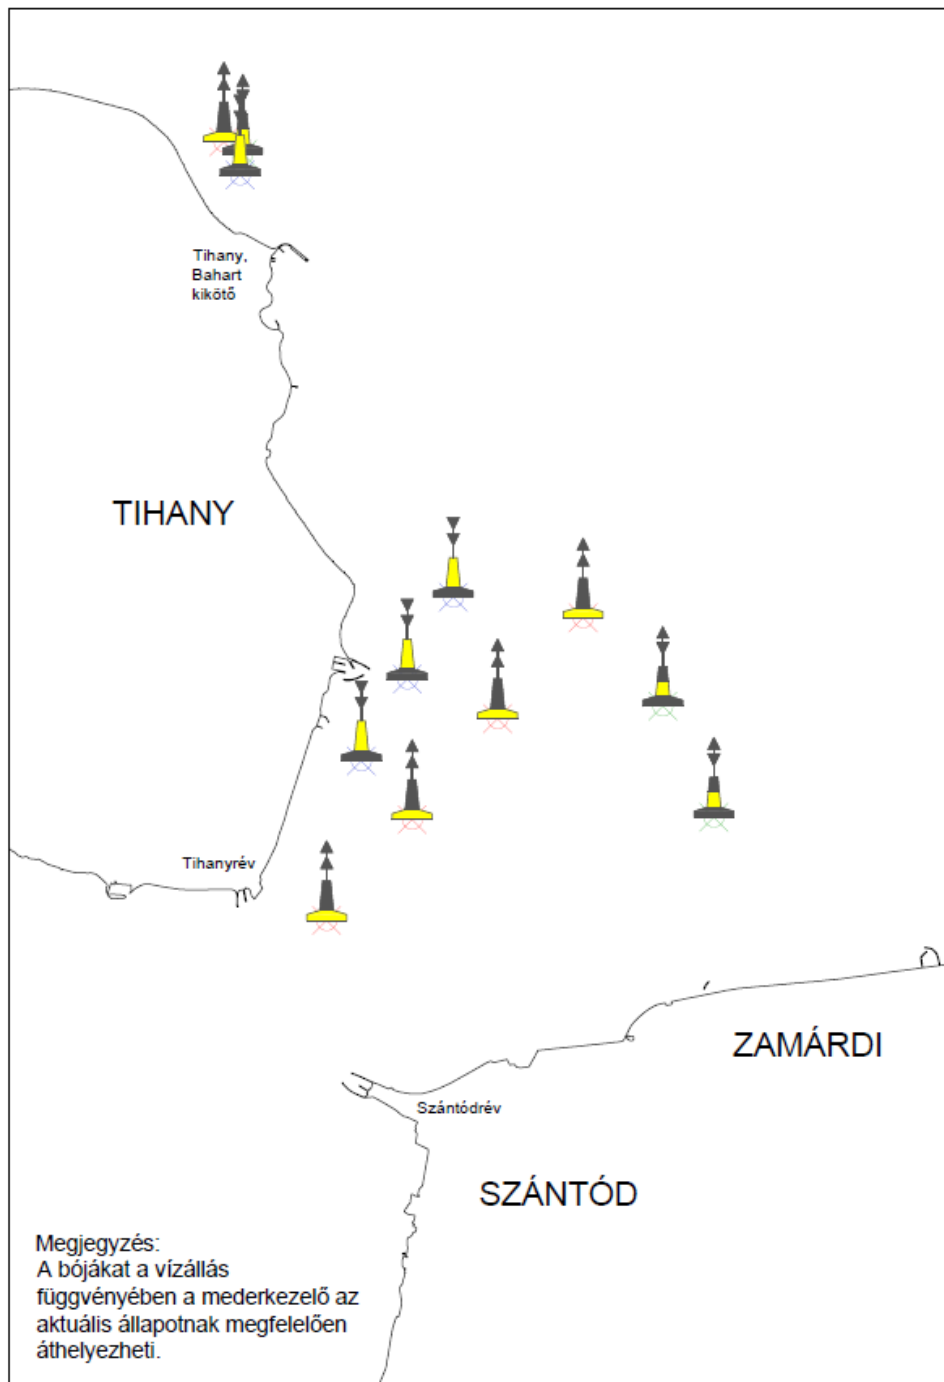 Tihany,
Bahart
kikötő
TIHANY
Tihanyrév
ZAMÁRDI
Szántódrév
SZÁNTÓD
Megjegyzés:
A bójákat a vízállás
függvényében a mederkezelő az
aktuális állapotnak megfelelően
áthelyezheti.